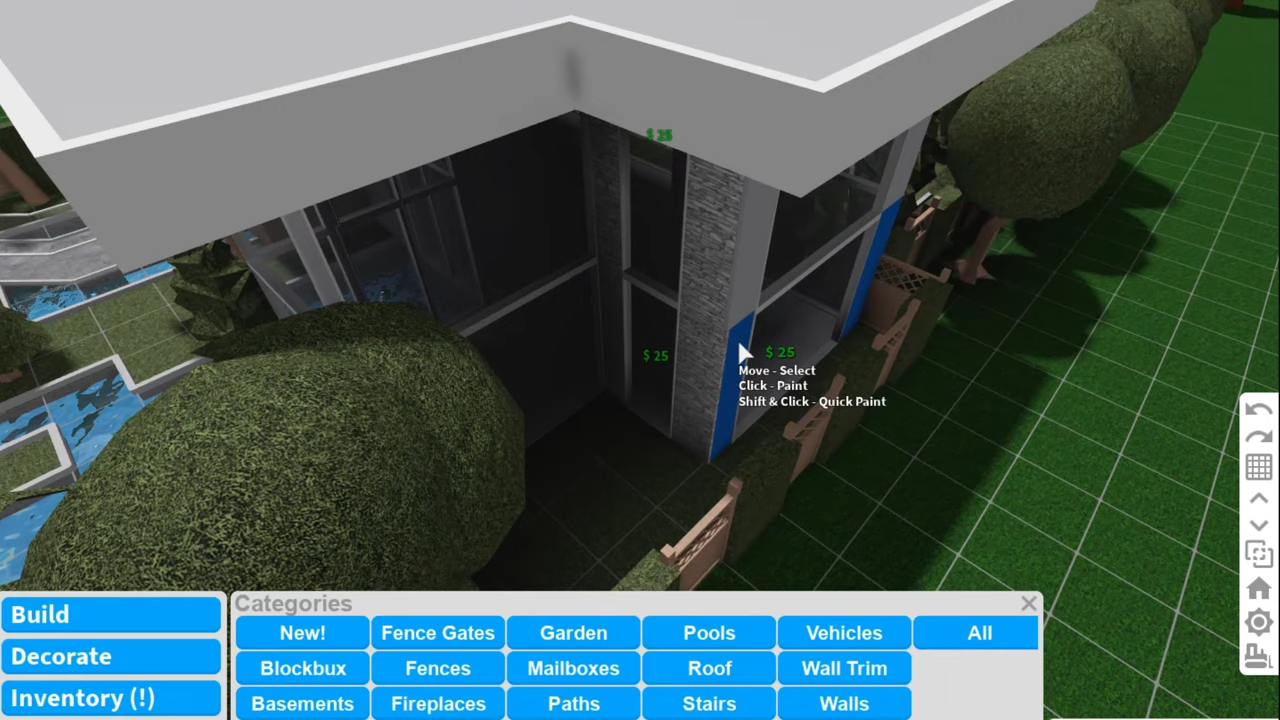 $ 25
$ 25
$ 25
Move - Select
Click - Paint
Shift & Click - Quick Paint
Build
Decorate
Inventory (!)
Categories
New!
Fence Gates
Garden
Pools
Vehicles
All
Blockbux
Fences
Mailboxes
Roof
Wall Trim
Basements
Fireplaces
Paths
Stairs
Walls